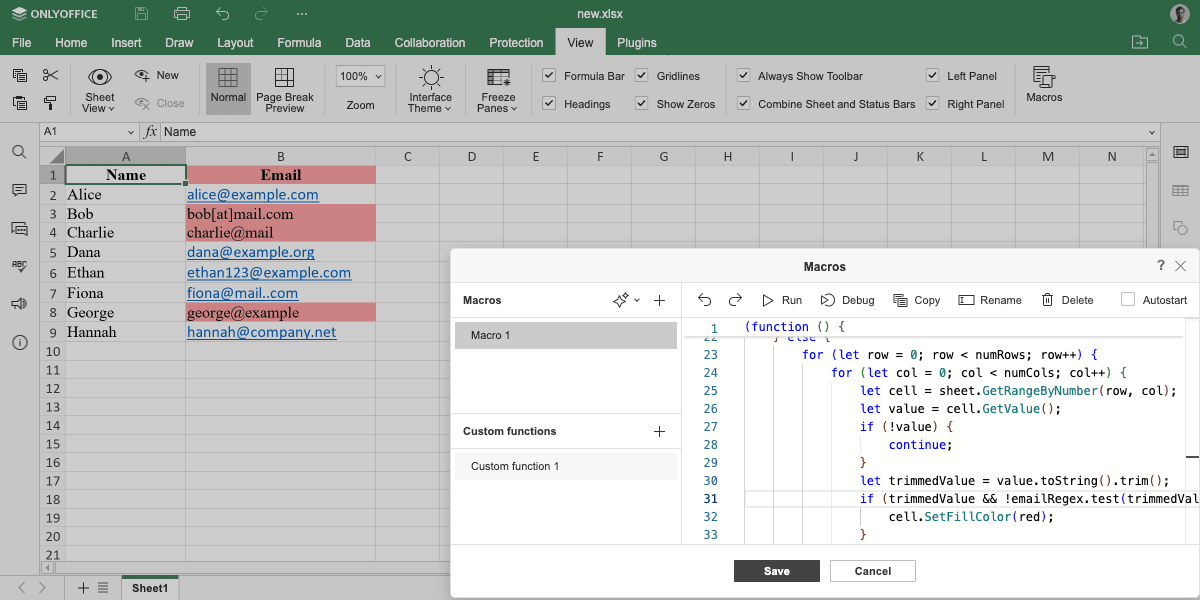 ONLYOFFICE
...
new.xlsx
File Home Insert Draw Layout Formula Data Collaboration Protection View Plugins
Sheet View
New
Close
Normal
Page Break Preview
100%
Zoom
Interface Theme
Freeze Panes
Formula Bar Gridlines
Headings Show Zeros
Always Show Toolbar Left Panel
Combine Sheet and Status Bars Right Panel
Macros
A1 fx Name
A B C D E F G H I J K L M N
1 Name Email
2 Alice alice@example.com
3 Bob bob[at]mail.com
4 Charlie charlie@mail
5 Dana dana@example.org
6 Ethan ethan123@example.com
7 Fiona fiona@mail..com
8 George george@example
9 Hannah hannah@company.net
10
11
12
13
14
15
16
17
18
19
20
21
ABC
Sheet1
Macros
?
Macros
Run Debug Copy Rename Delete Autostart
Macro 1
Custom functions
Custom function 1
1 (function () {
22 } else {
23 for (let row = 0; row < numRows; row++) {
24 for (let col = 0; col < numCols; col++) {
25 let cell = sheet.GetRangeByNumber(row, col);
26 let value = cell.GetValue();
27 if (!value) {
28 continue;
29 }
30 let trimmedValue = value.toString().trim();
31 if (trimmedValue && !emailRegex.test(trimmedVal
32 cell.SetFillColor(red);
33 }
Save Cancel